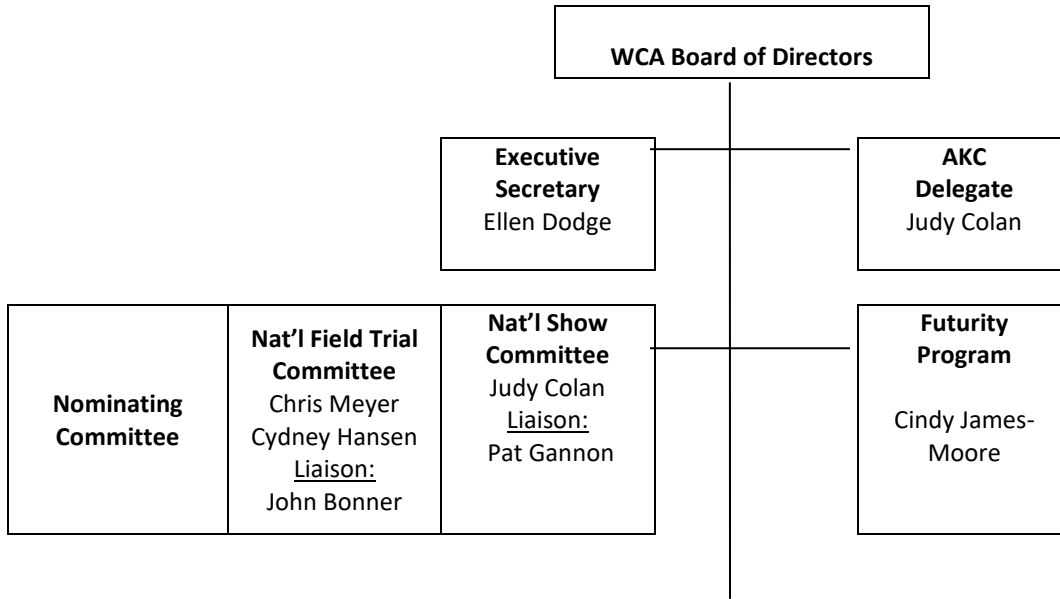 WCA Board of Directors
Executive
Secretary
Ellen Dodge
AKC
Delegate
Judy Colan
Nominating
Committee
Nat’l Field Trial
Committee
Chris Meyer
Cydney Hansen
Liaison:
John Bonner
Nat’l Show
Committee
Judy Colan
Liaison:
Pat Gannon
Futurity
Program
Cindy James-
Moore